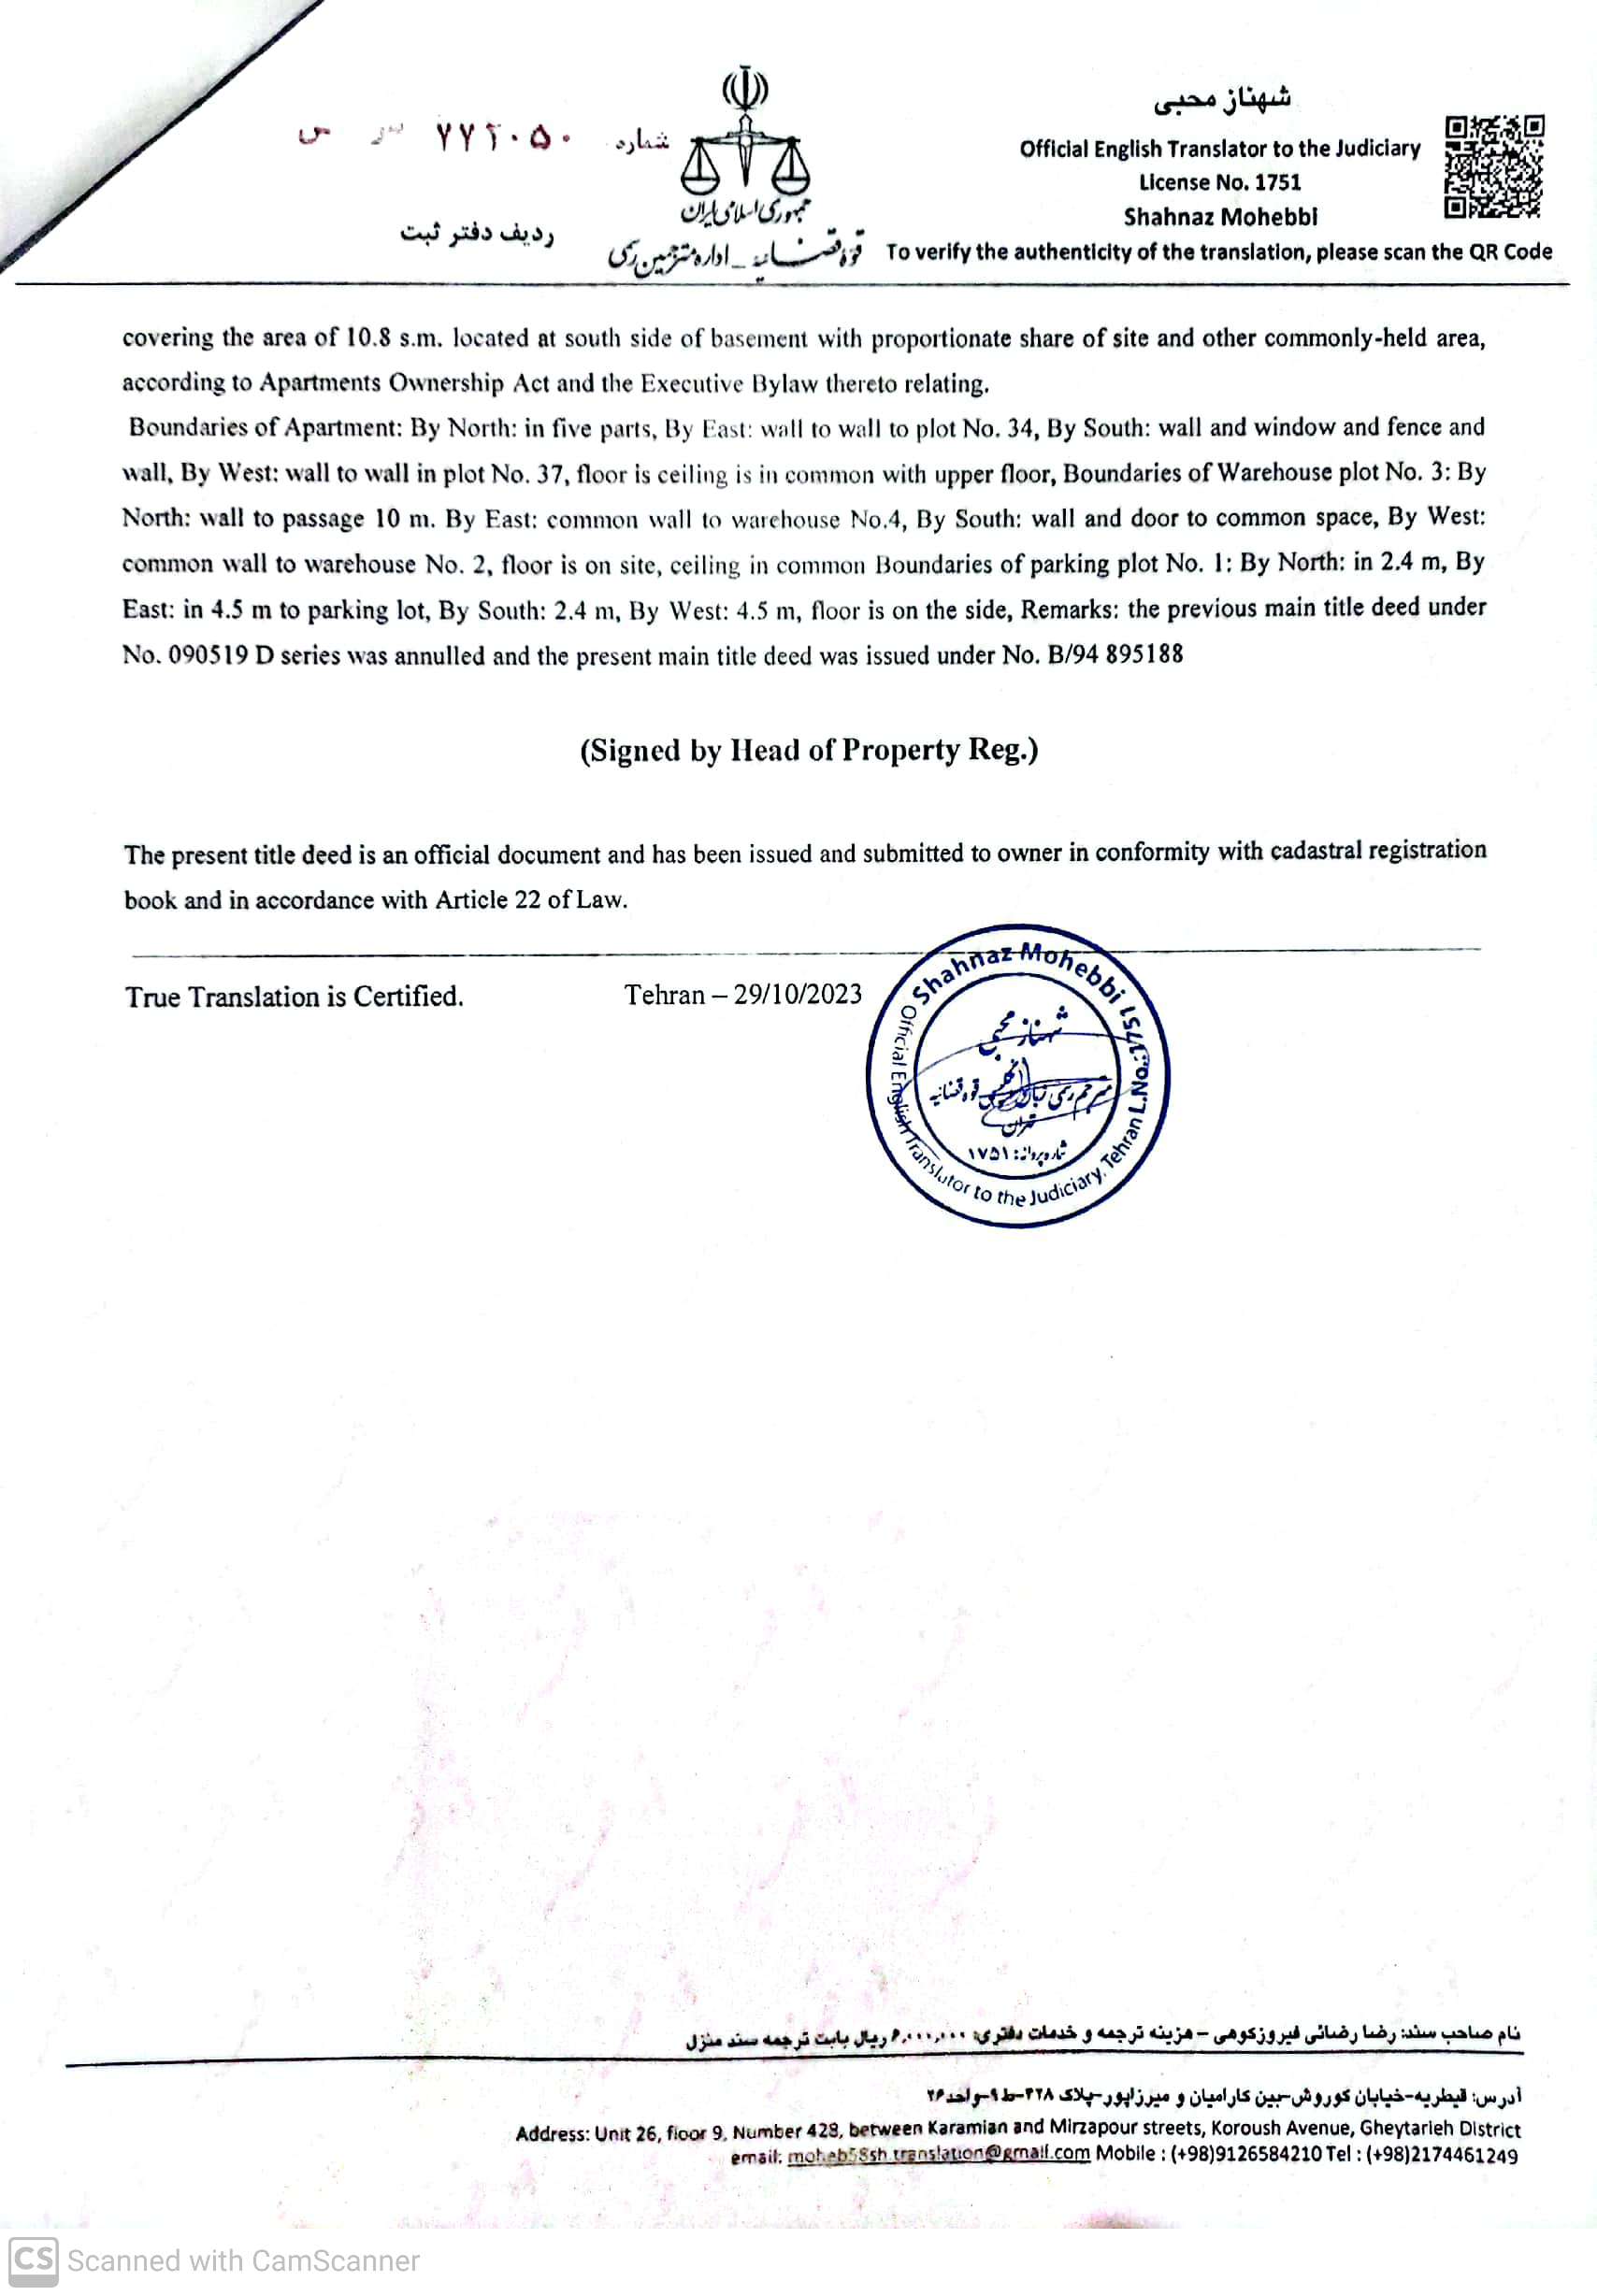 شماره ۷۷۲۰۵۰ س
ردیف دفتر ثبت
جمهوری اسلامی ایران
قوه قضائیه - اداره مترجمین رسمی
شهناز محبی
Official English Translator to the Judiciary
License No. 1751
Shahnaz Mohebbi
To verify the authenticity of the translation, please scan the QR Code
covering the area of 10.8 s.m. located at south side of basement with proportionate share of site and other commonly-held area,
according to Apartments Ownership Act and the Executive Bylaw thereto relating.
Boundaries of Apartment: By North: in five parts, By East: wall to wall to plot No. 34, By South: wall and window and fence and
wall, By West: wall to wall in plot No. 37, floor is ceiling is in common with upper floor, Boundaries of Warehouse plot No. 3: By
North: wall to passage 10 m. By East: common wall to warehouse No.4, By South: wall and door to common space, By West:
common wall to warehouse No. 2, floor is on site, ceiling in common Boundaries of parking plot No. 1: By North: in 2.4 m, By
East: in 4.5 m to parking lot, By South: 2.4 m, By West: 4.5 m, floor is on the side, Remarks: the previous main title deed under
No. 090519 D series was annulled and the present main title deed was issued under No. B/94 895188
(Signed by Head of Property Reg.)
The present title deed is an official document and has been issued and submitted to owner in conformity with cadastral registration
book and in accordance with Article 22 of Law.
True Translation is Certified. Tehran – 29/10/2023
Shahnaz Mohebbi L.No.:1751
Official English Translator to the Judiciary, Tehran
شهناز محبی
مترجم رسمی زبان انگلیسی قوه قضائیه
تهران
شماره پروانه: ۱۷۵۱
نام صاحب سند: رضا رضائی فیروزکوهی - هزینه ترجمه و خدمات دفتری: ۶,۰۰۰,۰۰۰ ریال بابت ترجمه سند منزل
آدرس: قیطریه-خیابان کوروش-بین کارامیان و میرزاپور-پلاک ۴۲۸-ط۹-واحد۲۶
Address: Unit 26, floor 9, Number 428, between Karamian and Mirzapour streets, Koroush Avenue, Gheytarieh District
email: moheb58sh.translation@gmail.com Mobile : (+98)9126584210 Tel : (+98)2174461249
CS Scanned with CamScanner